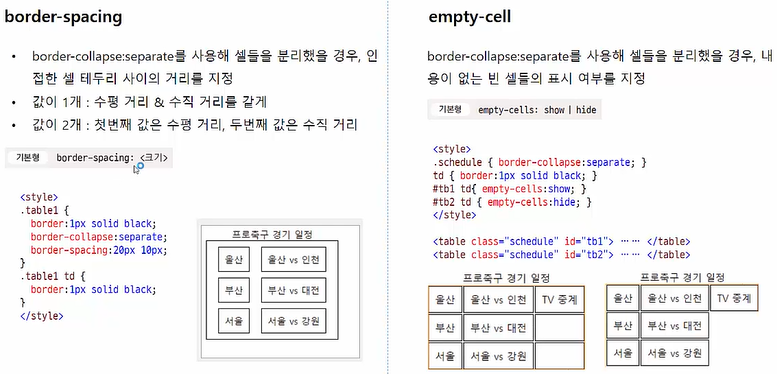 border-spacing
• border-collapse:separate를 사용해 셀들을 분리했을 경우, 인
접한 셀 테두리 사이의 거리를 지정
• 값이 1개 : 수평 거리 & 수직 거리를 같게
• 값이 2개 : 첫번째 값은 수평 거리, 두번째 값은 수직 거리
기본형 border-spacing: <크기>
<style>
.table1 {
border:1px solid black;
border-collapse:separate;
border-spacing:20px 10px;
}
.table1 td {
border:1px solid black;
}
</style>
프로축구 경기 일정
울산 울산 vs 인천
부산 부산 vs 대전
서울 서울 vs 강원
empty-cell
border-collapse:separate를 사용해 셀들을 분리했을 경우, 내
용이 없는 빈 셀들의 표시 여부를 지정
기본형 empty-cells: show | hide
<style>
.schedule { border-collapse:separate; }
td { border:1px solid black; }
#tb1 td{ empty-cells:show; }
#tb2 td { empty-cells:hide; }
</style>
<table class="schedule" id="tb1"> …… </table>
<table class="schedule" id="tb2"> …… </table>
프로축구 경기 일정
울산 울산 vs 인천 TV 중계
부산 부산 vs 대전
서울 서울 vs 강원
프로축구 경기 일정
울산 울산 vs 인천 TV 중계
부산 부산 vs 대전
서울 서울 vs 강원